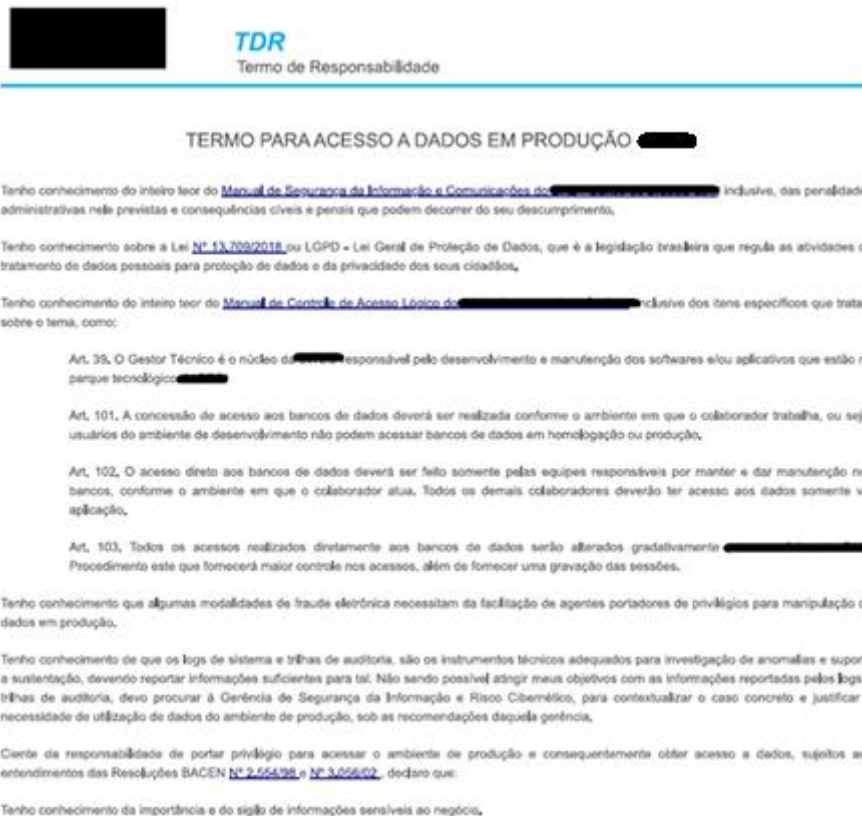 TDR
Termo de Responsabilidade
TERMO PARA ACESSO A DADOS EM PRODUÇÃO
Tenho conhecimento do inteiro teor do Manual de Segurança da Informação e Comunicações do inclusive, das penalidade
administrativas nele previstas e consequências cíveis e penais que podem decorrer do seu descumprimento.
Tenho conhecimento sobre a Lei Nº 13.709/2018 ou LGPD - Lei Geral de Proteção de Dados, que é a legislação brasileira que regula as atividades d
tratamento de dados pessoais para proteção de dados e da privacidade dos seus cidadãos.
Tenho conhecimento do inteiro teor do Manual de Controle de Acesso Lógico do nclusive dos itens específicos que trata
sobre o tema, como:
Art. 39. O Gestor Técnico é o núcleo da responsável pelo desenvolvimento e manutenção dos softwares e/ou aplicativos que estão n
parque tecnológico
Art. 101. A concessão de acesso aos bancos de dados deverá ser realizada conforme o ambiente em que o colaborador trabalha, ou sej
usuários do ambiente de desenvolvimento não podem acessar bancos de dados em homologação ou produção.
Art. 102. O acesso direto aos bancos de dados deverá ser feito somente pelas equipes responsáveis por manter e dar manutenção no
bancos, conforme o ambiente em que o colaborador atua. Todos os demais colaboradores deverão ter acesso aos dados somente v
aplicação.
Art. 103. Todos os acessos realizados diretamente aos bancos de dados serão alterados gradativamente
Procedimento este que fornecerá maior controle nos acessos, além de fornecer uma gravação das sessões.
Tenho conhecimento que algumas modalidades de fraude eletrônica necessitam da facilitação de agentes portadores de privilégios para manipulação d
dados em produção.
Tenho conhecimento de que os logs de sistema e trilhas de auditoria, são os instrumentos técnicos adequados para investigação de anomalias e supor
a sustentação, devendo reportar informações suficientes para tal. Não sendo possível atingir meus objetivos com as informações reportadas pelos logs
trilhas de auditoria, devo procurar à Gerência de Segurança da Informação e Risco Cibernético, para contextualizar o caso concreto e justificar
necessidade de utilização de dados do ambiente de produção, sob as recomendações daquela gerência.
Ciente da responsabilidade de portar privilégio para acessar o ambiente de produção e consequentemente obter acesso a dados, sujeitos ao
entendimentos das Resoluções BACEN Nº 2.554/98 e Nº 3.056/02 , declaro que:
Tenho conhecimento da importância e do sigilo de informações sensíveis ao negócio.